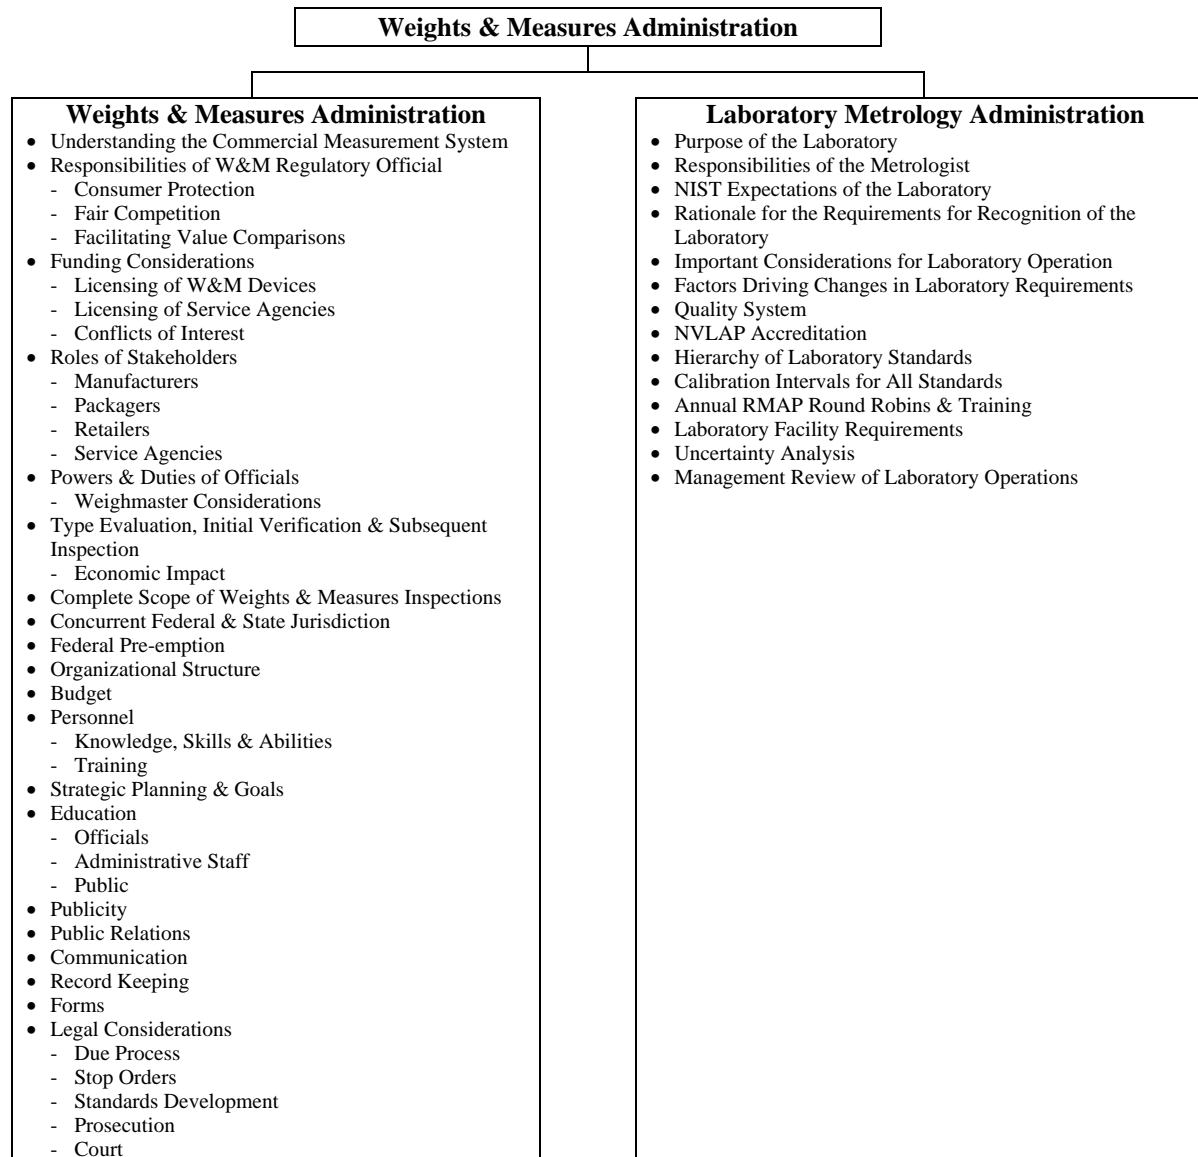 Weights & Measures Administration
Weights & Measures Administration
• Understanding the Commercial Measurement System
• Responsibilities of W&M Regulatory Official
- Consumer Protection
- Fair Competition
- Facilitating Value Comparisons
• Funding Considerations
- Licensing of W&M Devices
- Licensing of Service Agencies
- Conflicts of Interest
• Roles of Stakeholders
- Manufacturers
- Packagers
- Retailers
- Service Agencies
• Powers & Duties of Officials
- Weighmaster Considerations
• Type Evaluation, Initial Verification & Subsequent
Inspection
- Economic Impact
• Complete Scope of Weights & Measures Inspections
• Concurrent Federal & State Jurisdiction
• Federal Pre-emption
• Organizational Structure
• Budget
• Personnel
- Knowledge, Skills & Abilities
- Training
• Strategic Planning & Goals
• Education
- Officials
- Administrative Staff
- Public
• Publicity
• Public Relations
• Communication
• Record Keeping
• Forms
• Legal Considerations
- Due Process
- Stop Orders
- Standards Development
- Prosecution
- Court
Laboratory Metrology Administration
• Purpose of the Laboratory
• Responsibilities of the Metrologist
• NIST Expectations of the Laboratory
• Rationale for the Requirements for Recognition of the
Laboratory
• Important Considerations for Laboratory Operation
• Factors Driving Changes in Laboratory Requirements
• Quality System
• NVLAP Accreditation
• Hierarchy of Laboratory Standards
• Calibration Intervals for All Standards
• Annual RMAP Round Robins & Training
• Laboratory Facility Requirements
• Uncertainty Analysis
• Management Review of Laboratory Operations